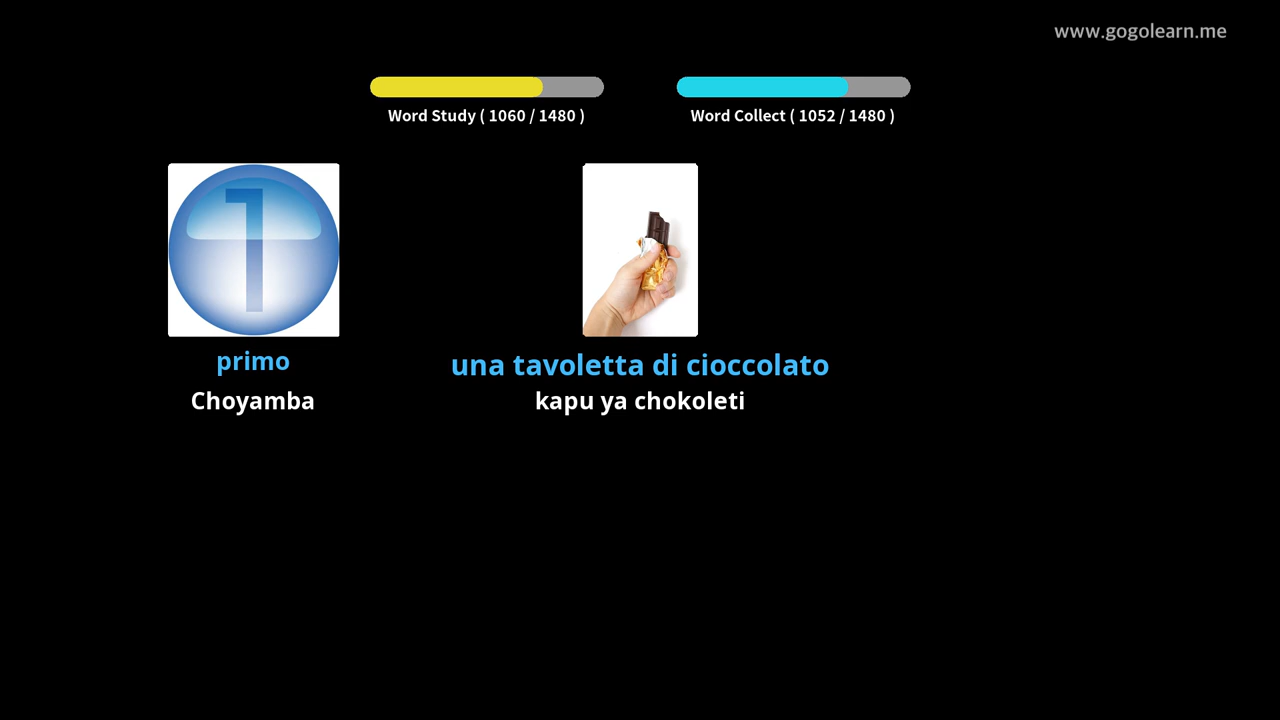 www.gogolearn.me
Word Study ( 1060 / 1480 )
Word Collect ( 1052 / 1480 )
1
primo
Choyamba
una tavoletta di cioccolato
kapu ya chokoleti